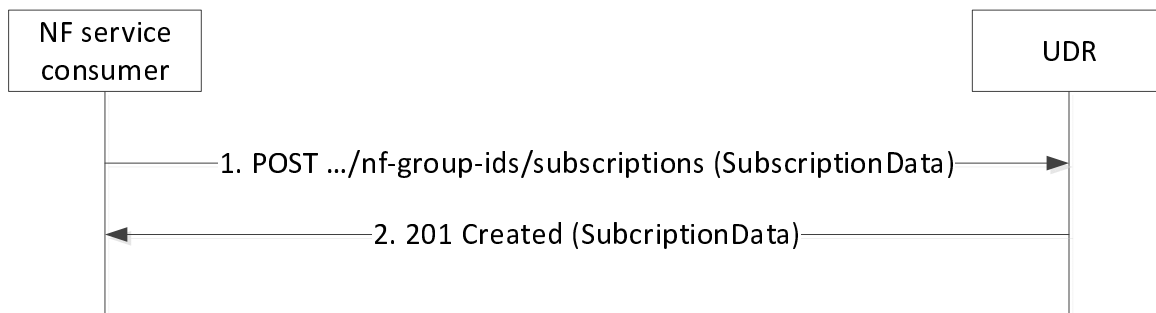 NF service
consumer
UDR
1. POST .../nf-group-ids/subscriptions (SubscriptionData)
2. 201 Created (SubcriptionData)